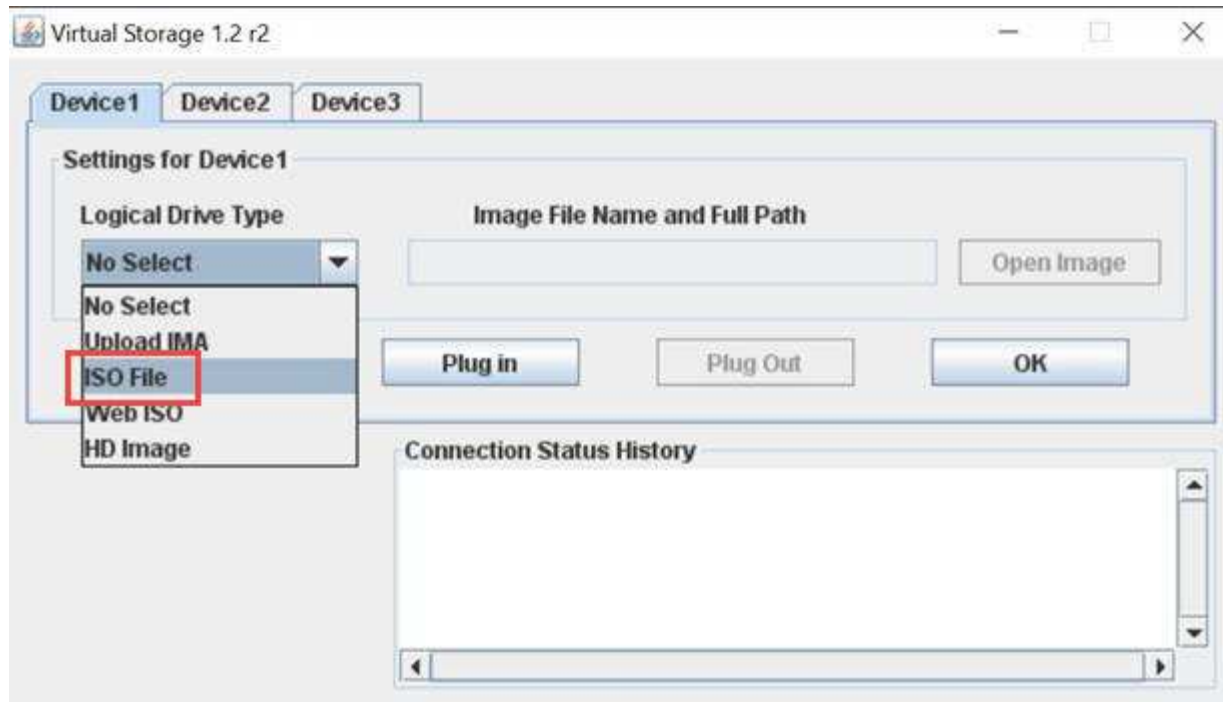 Virtual Storage 1.2 r2
Device1 Device2 Device3
Settings for Device1
Logical Drive Type Image File Name and Full Path
No Select Open Image
No Select
Upload IMA
ISO File
Web ISO
HD Image
Plug in Plug Out OK
Connection Status History